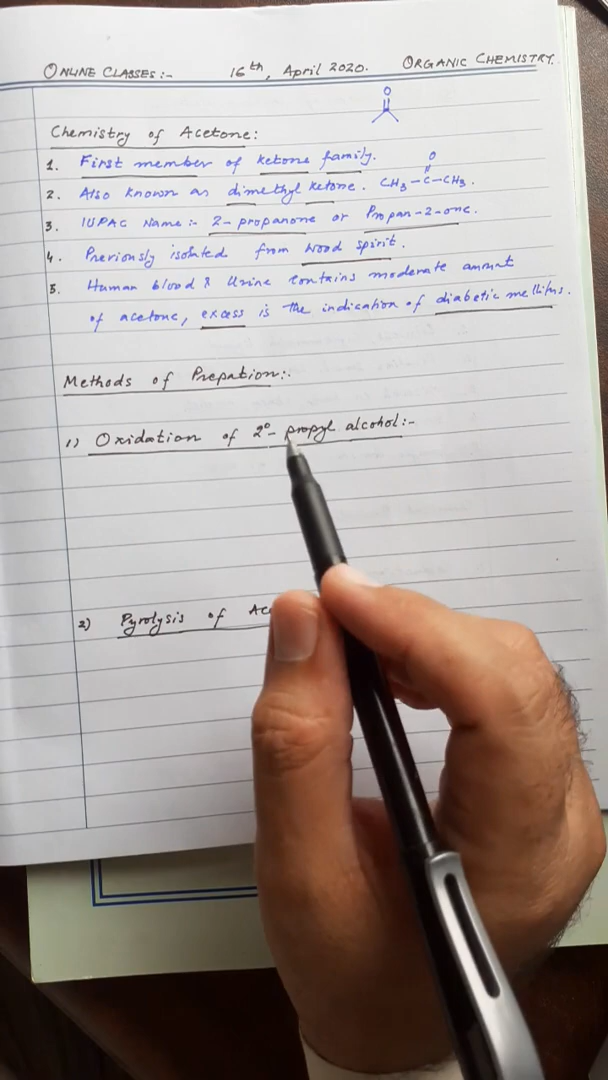 ONLINE CLASSES:- 16th, April 2020. ORGANIC CHEMISTRY.
O
Chemistry of Acetone:
1. First member of ketone family.
O
2. Also known as dimethyl ketone. CH3-C-CH3.
3. IUPAC Name:- 2-propanone or Propan-2-one.
4. Previously isolated from wood spirit.
5. Human blood & Urine contains moderate amount
of acetone, excess is the indication of diabetic mellitus.
Methods of Prepation:-
1) Oxidation of 2°- propyl alcohol:-
2) Pyrolysis of